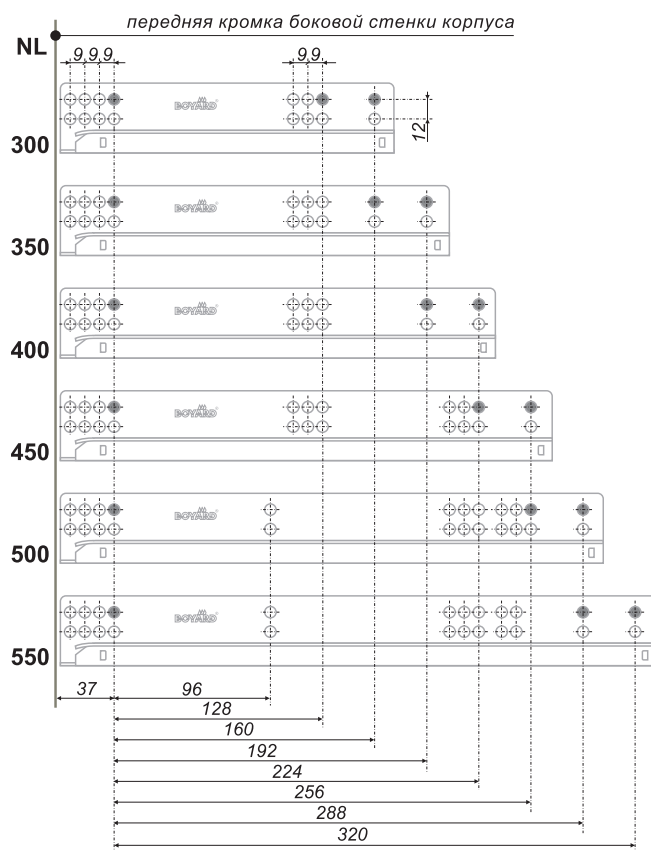 передняя кромка боковой стенки корпуса
NL
9 9 9 9 9
BOYARD
12
300
BOYARD
350
BOYARD
400
BOYARD
450
BOYARD
500
BOYARD
550
37 96
128
160
192
224
256
288
320